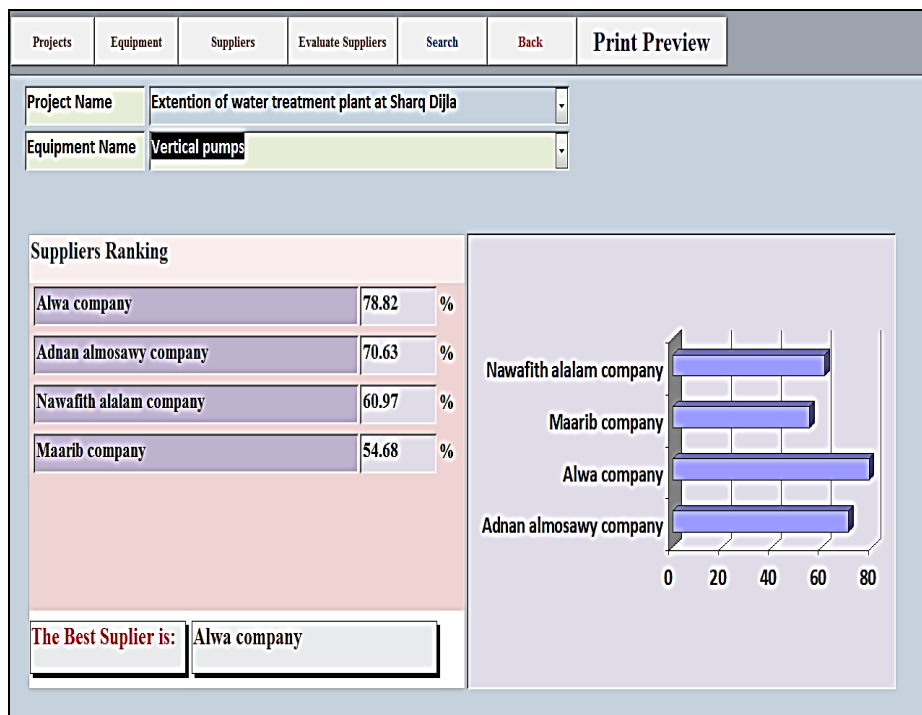 Projects Equipment Suppliers Evaluate Suppliers Search Back Print Preview
Project Name Extention of water treatment plant at Sharq Dijla
Equipment Name Vertical pumps
Suppliers Ranking
Alwa company 78.82 %
Adnan almosawy company 70.63 %
Nawafith alalam company 60.97 %
Maarib company 54.68 %
The Best Suplier is: Alwa company
Nawafith alalam company
Maarib company
Alwa company
Adnan almosawy company
0 20 40 60 80